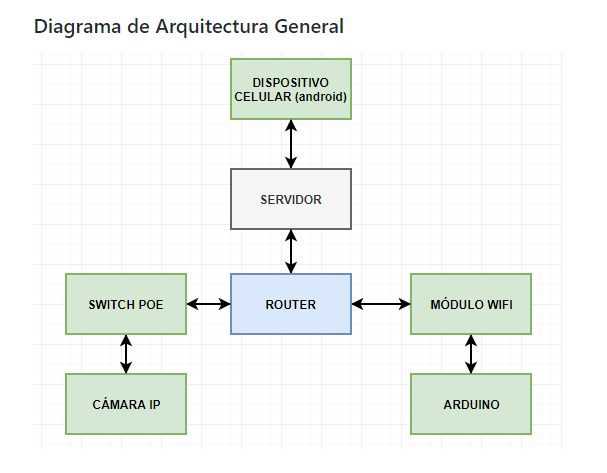 Diagrama de Arquitectura General
DISPOSITIVO
CELULAR (android)
SERVIDOR
SWITCH POE
ROUTER
MÓDULO WIFI
CÁMARA IP
ARDUINO